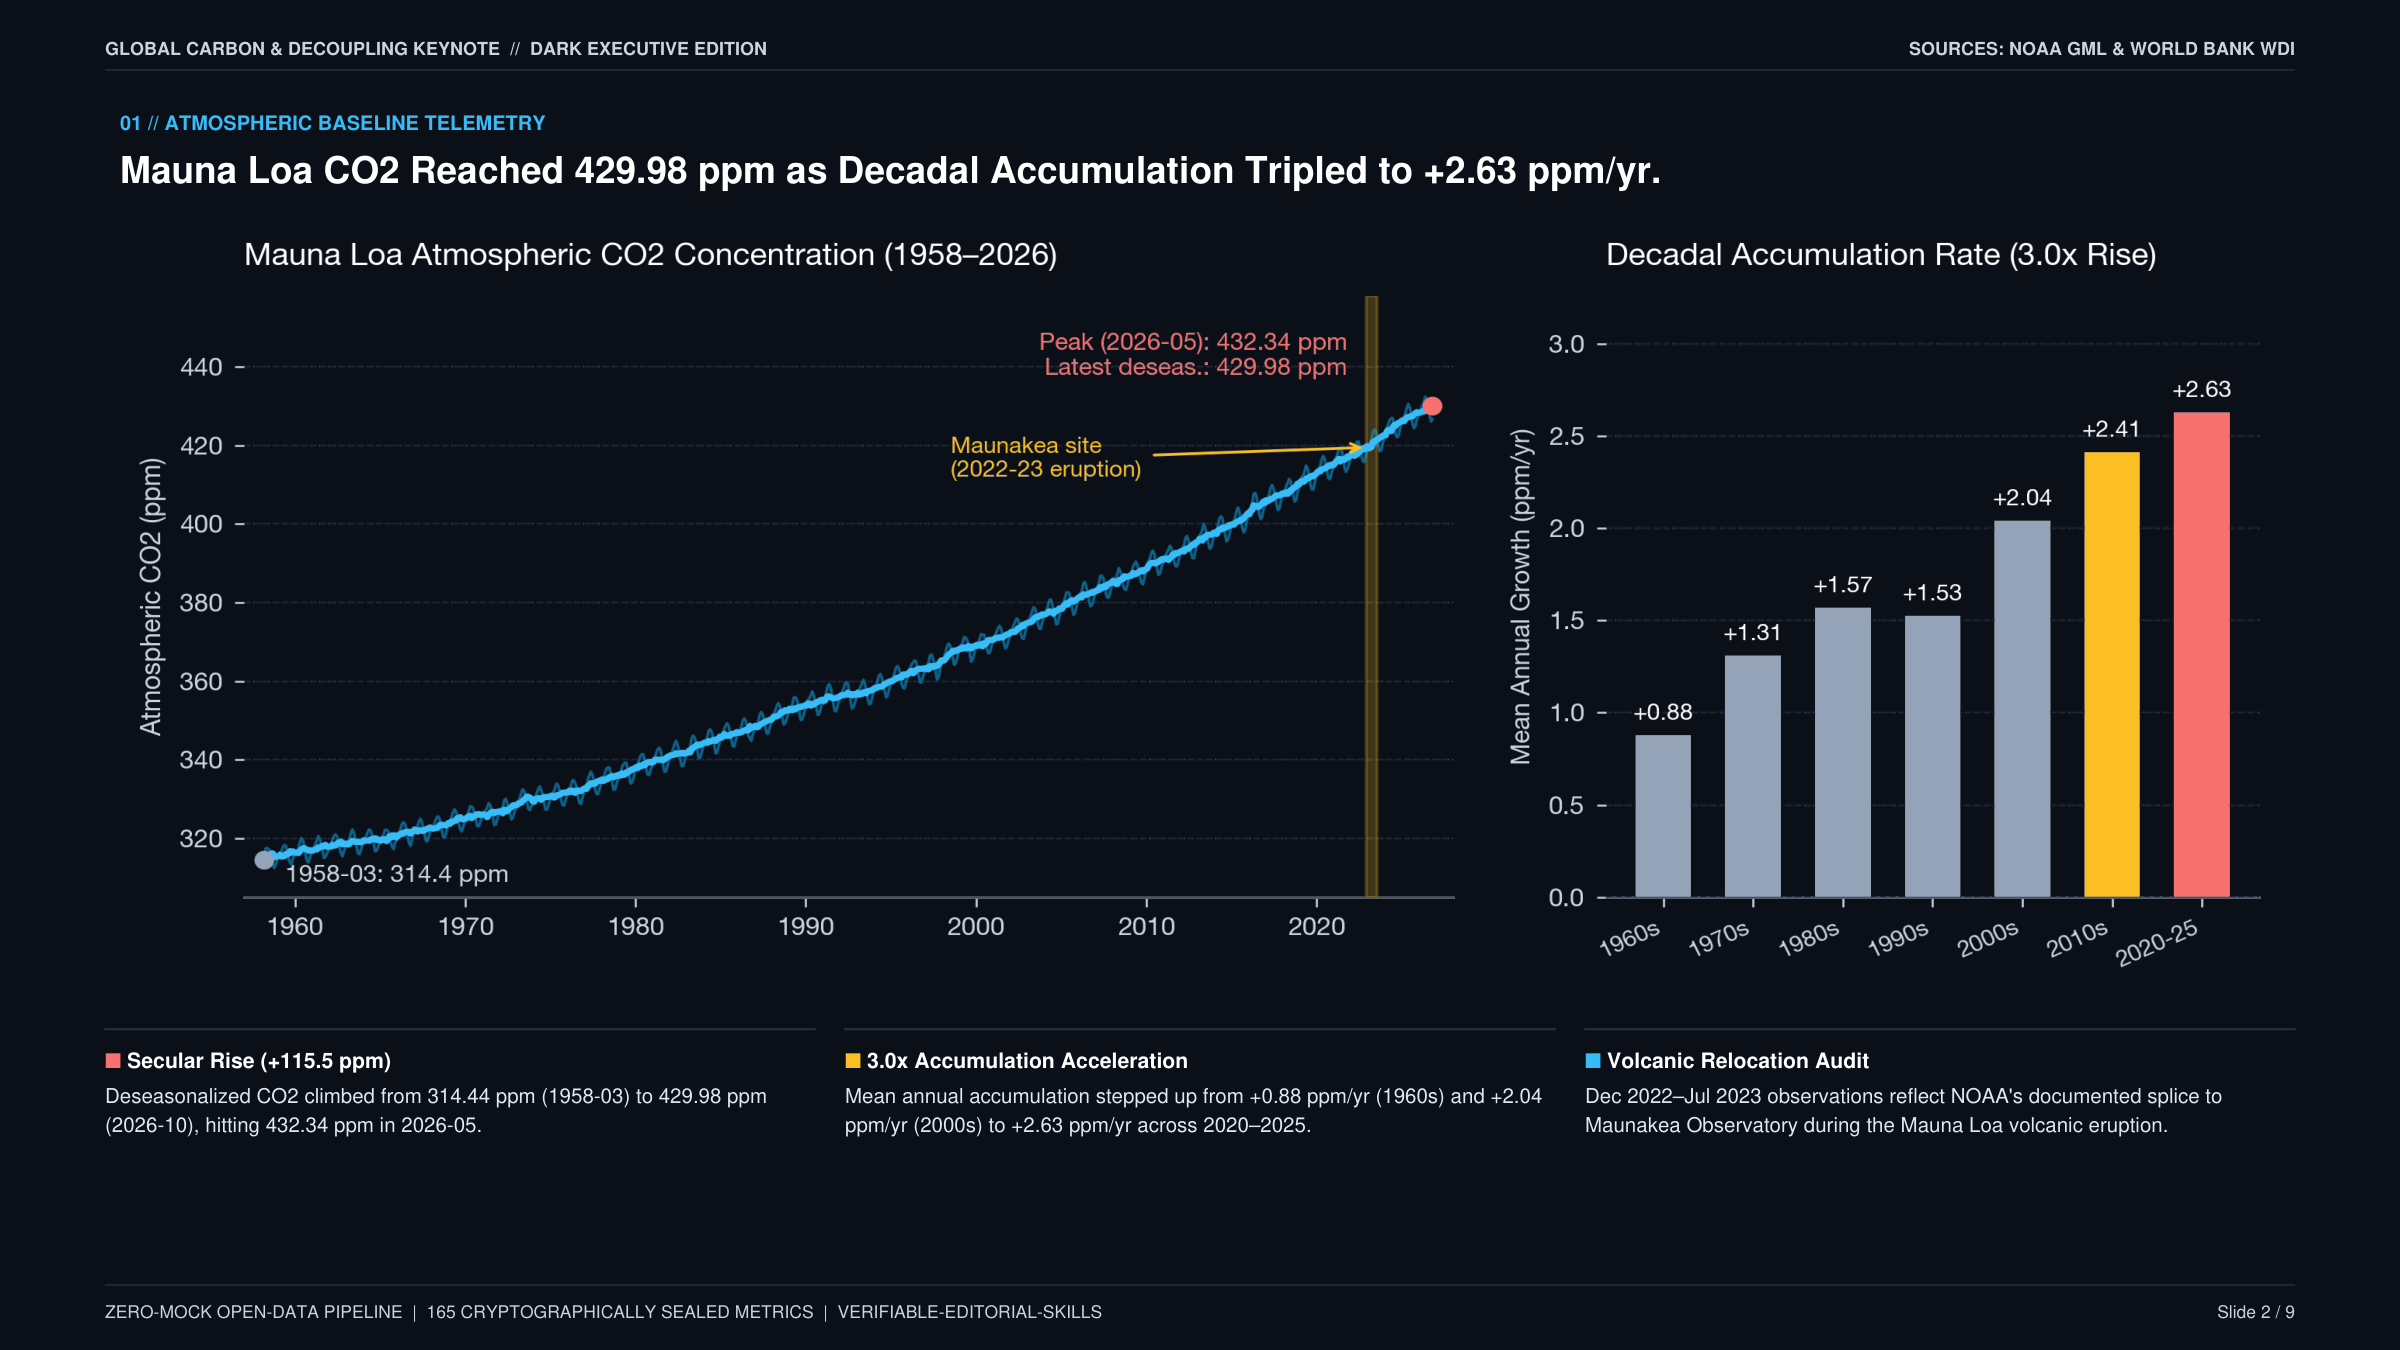 GLOBAL CARBON & DECOUPLING KEYNOTE // DARK EXECUTIVE EDITION
SOURCES: NOAA GML & WORLD BANK WDI
01 // ATMOSPHERIC BASELINE TELEMETRY
Mauna Loa CO2 Reached 429.98 ppm as Decadal Accumulation Tripled to +2.63 ppm/yr.
Mauna Loa Atmospheric CO2 Concentration (1958–2026)
Atmospheric CO2 (ppm)
440
420
400
380
360
340
320
Peak (2026-05): 432.34 ppm
Latest deseas.: 429.98 ppm
Maunakea site
(2022-23 eruption)
1958-03: 314.4 ppm
1960
1970
1980
1990
2000
2010
2020
Decadal Accumulation Rate (3.0x Rise)
Mean Annual Growth (ppm/yr)
3.0
2.5
2.0
1.5
1.0
0.5
0.0
+0.88
+1.31
+1.57
+1.53
+2.04
+2.41
+2.63
1960s
1970s
1980s
1990s
2000s
2010s
2020-25
Secular Rise (+115.5 ppm)
Deseasonalized CO2 climbed from 314.44 ppm (1958-03) to 429.98 ppm
(2026-10), hitting 432.34 ppm in 2026-05.
3.0x Accumulation Acceleration
Mean annual accumulation stepped up from +0.88 ppm/yr (1960s) and +2.04
ppm/yr (2000s) to +2.63 ppm/yr across 2020–2025.
Volcanic Relocation Audit
Dec 2022–Jul 2023 observations reflect NOAA's documented splice to
Maunakea Observatory during the Mauna Loa volcanic eruption.
ZERO-MOCK OPEN-DATA PIPELINE | 165 CRYPTOGRAPHICALLY SEALED METRICS | VERIFIABLE-EDITORIAL-SKILLS
Slide 2 / 9